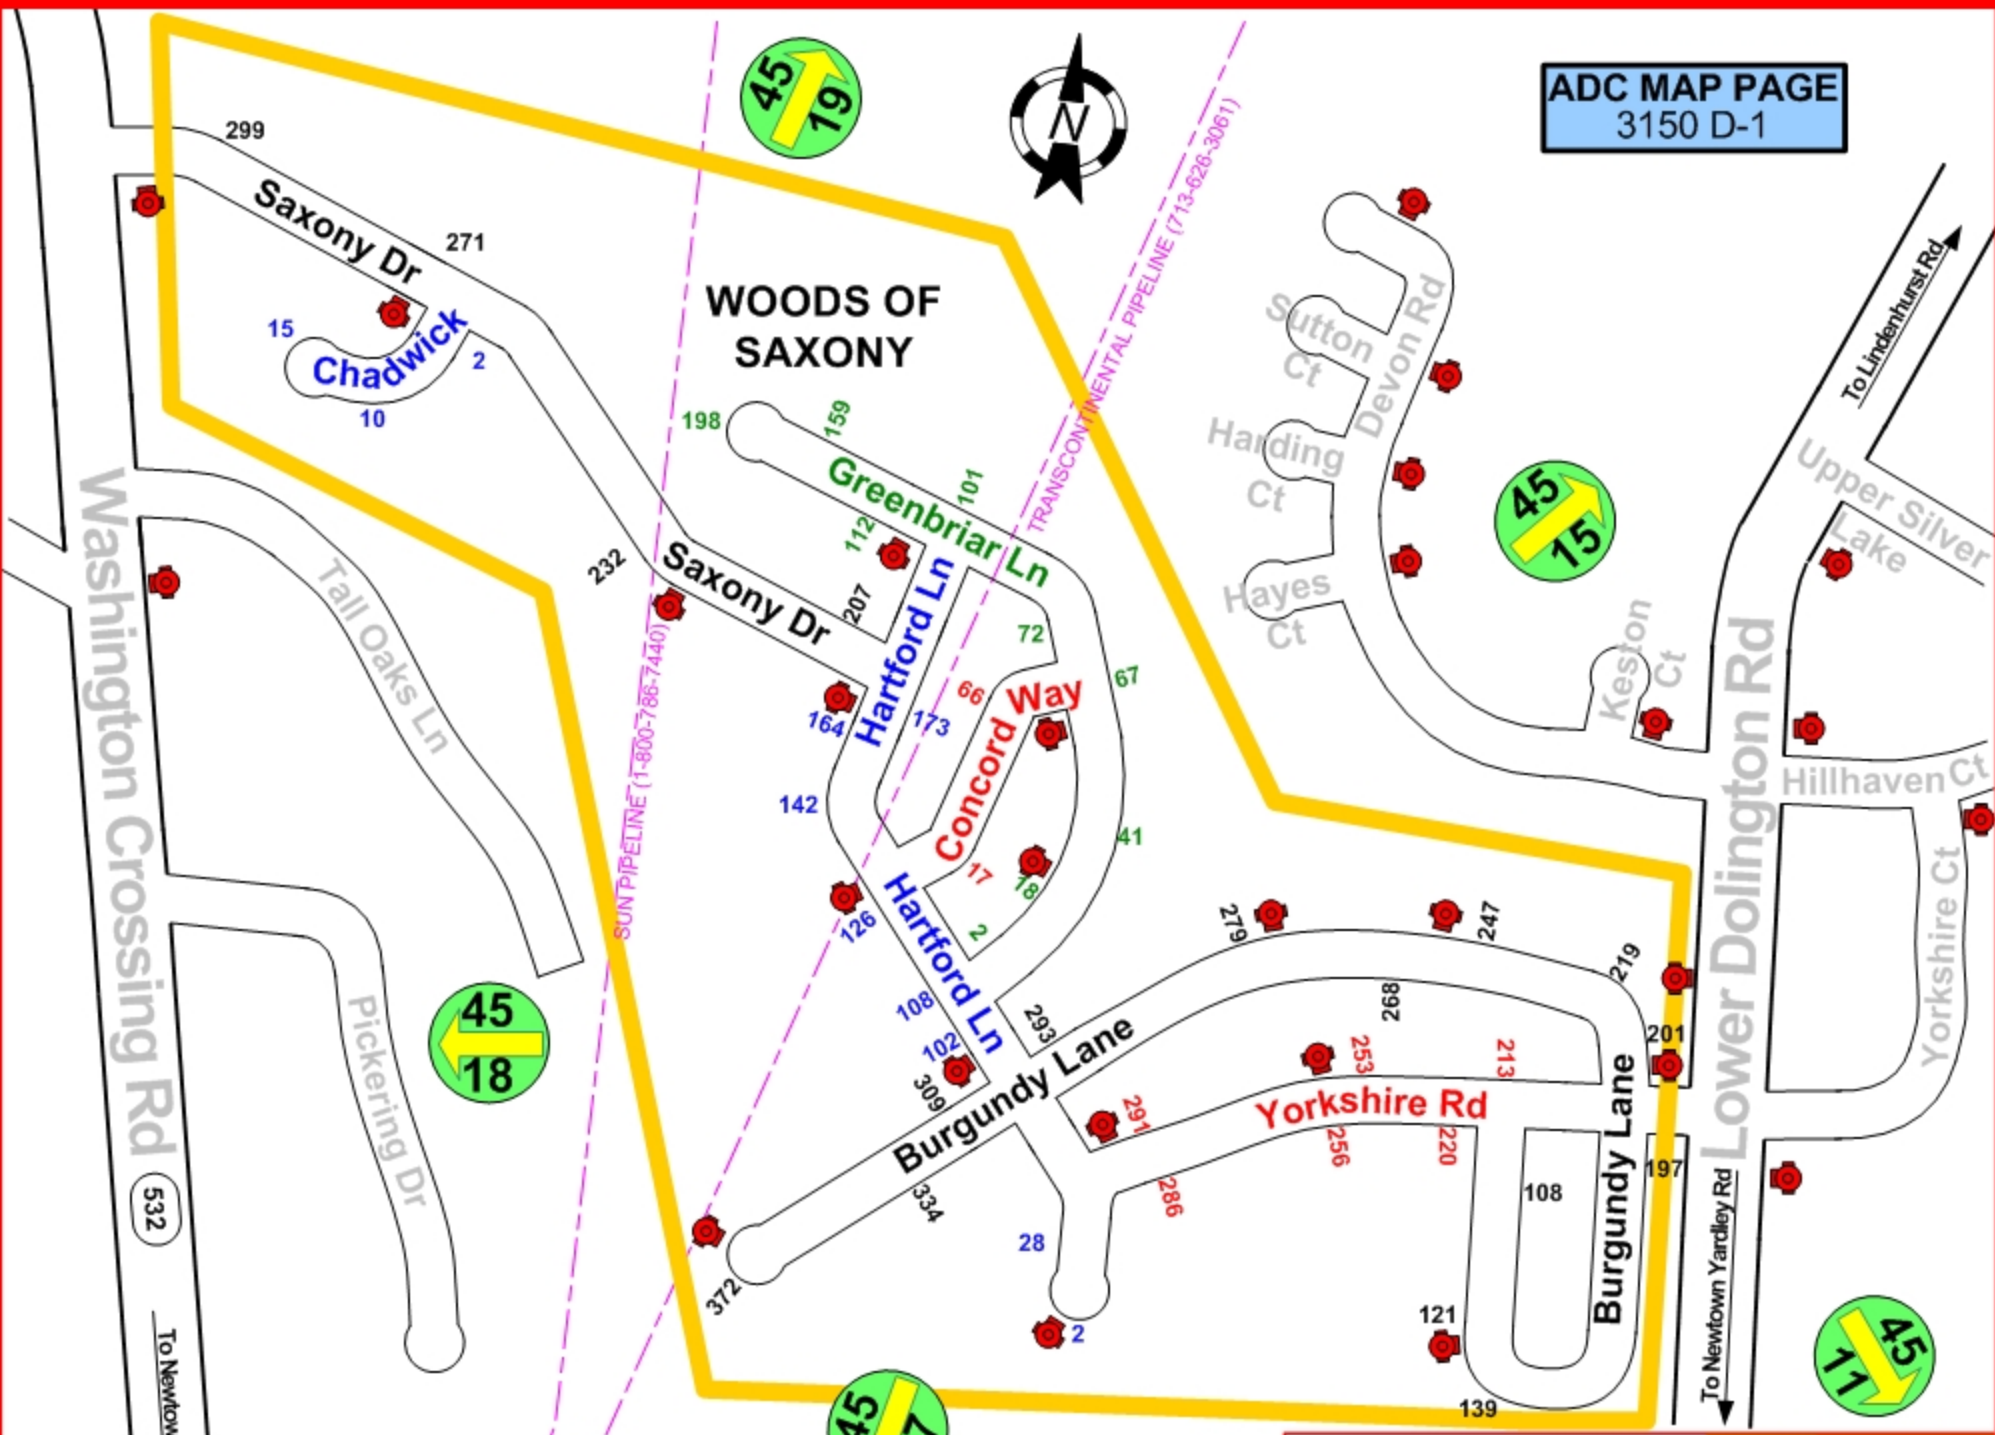 45
19
N
ADC MAP PAGE
3150 D-1
299
Saxony Dr
271
TRANSCONTINENTAL PIPELINE (713-626-3061)
To Lindenhurst Rd
WOODS OF
SAXONY
15
Chadwick
2
10
Sutton
Ct
Devon Rd
198
159
Greenbriar Ln
101
112
Harding
Ct
45
15
Upper Silver
Lake
Washington Crossing Rd
Tall Oaks Ln
232
Saxony Dr
207
Hartford Ln
Hayes
Ct
72
67
Keston
Ct
66
Concord Way
164
173
SUN PIPELINE (1-800-786-7440)
142
41
17
18
2
Lower Dolington Rd
Hillhaven Ct
Yorkshire Ct
126
Hartford Ln
108
102
293
279
247
219
268
201
45
18
Pickering Dr
309
Burgundy Lane
291
253
213
Yorkshire Rd
256
220
286
334
28
372
2
532
To Newtow
108
Burgundy Lane
197
121
139
To Newtown Yardley Rd
45
11
45
7